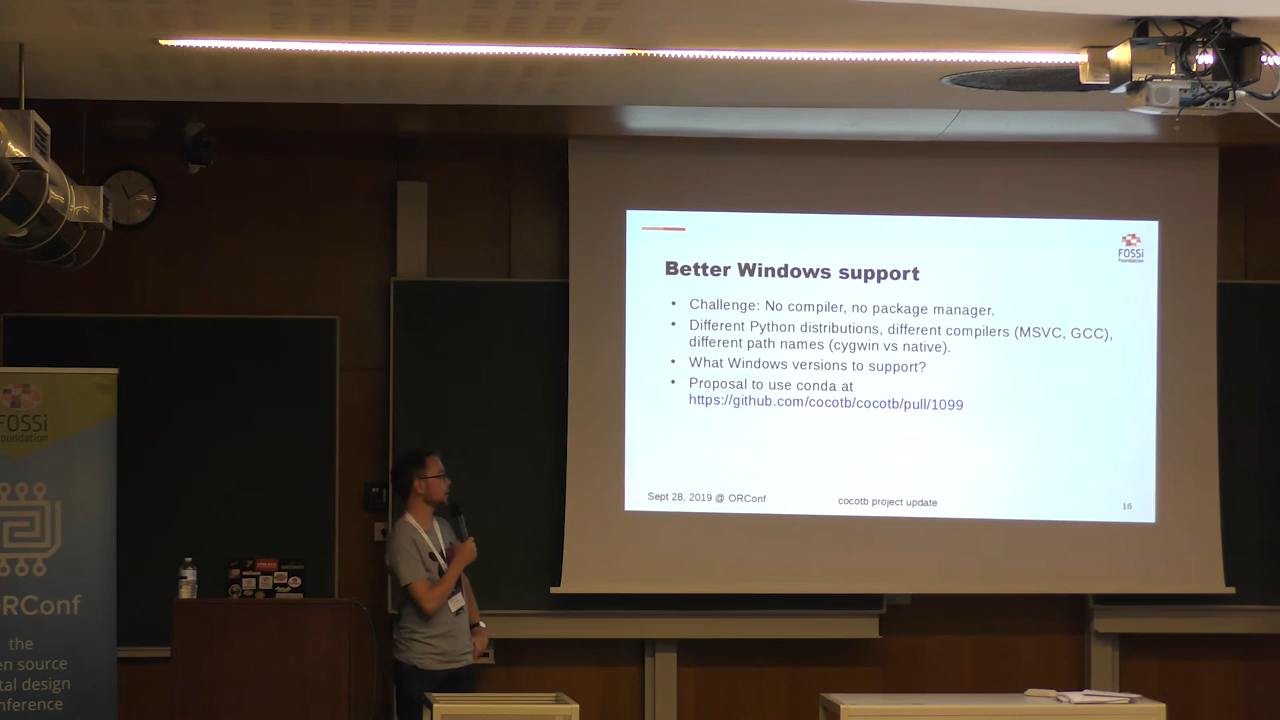 FOSSi
Foundation
Better Windows support
• Challenge: No compiler, no package manager.
• Different Python distributions, different compilers (MSVC, GCC),
different path names (cygwin vs native).
• What Windows versions to support?
• Proposal to use conda at
https://github.com/cocotb/cocotb/pull/1099
Sept 28, 2019 @ ORConf
cocotb project update
16
FOSSi
oundation
RConf
the
en source
tal design
nference